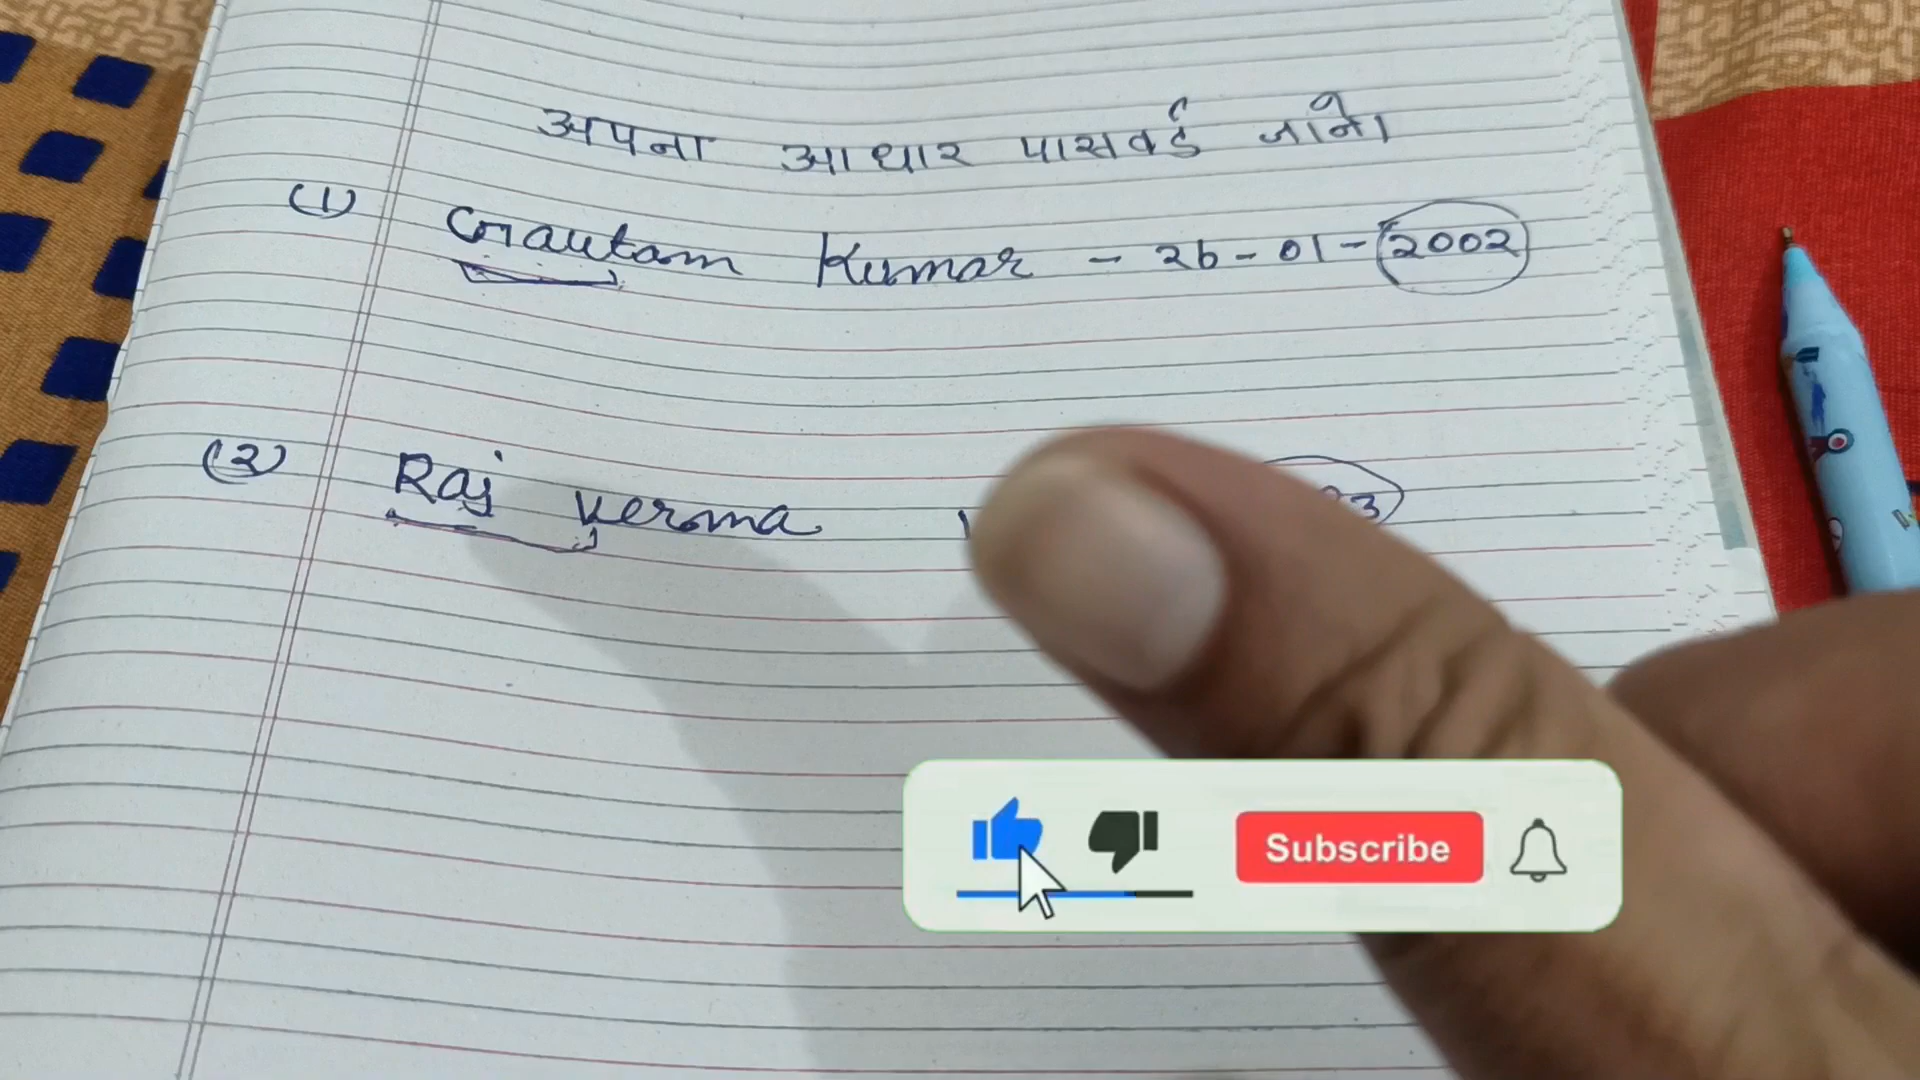 अपना आधार पासवर्ड जाने।
(1) Gautam Kumar - 26-01-2002
(2) Raj Verma
Subscribe